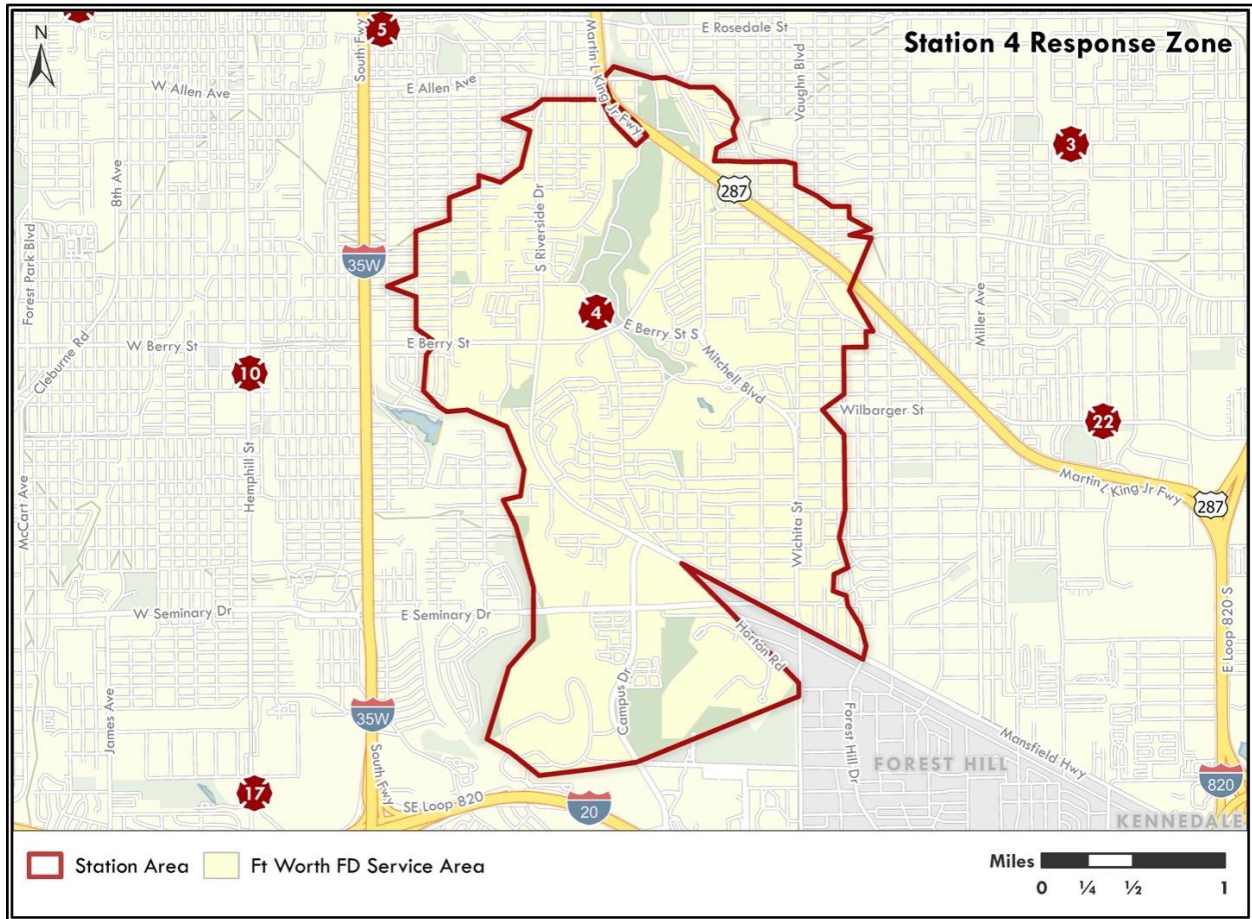 Station 4 Response Zone
N
5
E Rosedale St
South Fwy
Martin L King Jr Fwy
W Allen Ave
E Allen Ave
Vaughn Blvd
3
8th Ave
287
Forest Park Blvd
S Riverside Dr
35W
Miller Ave
4
E Berry St S
W Berry St
E Berry St
Cleburne Rd
10
Mitchell Blvd
Wilbarger St
22
Hemphill St
Martin L King Jr Fwy
287
McCart Ave
Wichita St
W Seminary Dr
E Seminary Dr
E Loop 820 S
Horton Rd
Campus Dr
James Ave
35W
South Fwy
Forest Hill Dr
Mansfield Hwy
FOREST HILL
17
SE Loop 820
20
820
KENNEDALE
Station Area
Ft Worth FD Service Area
Miles
0 ¼ ½ 1